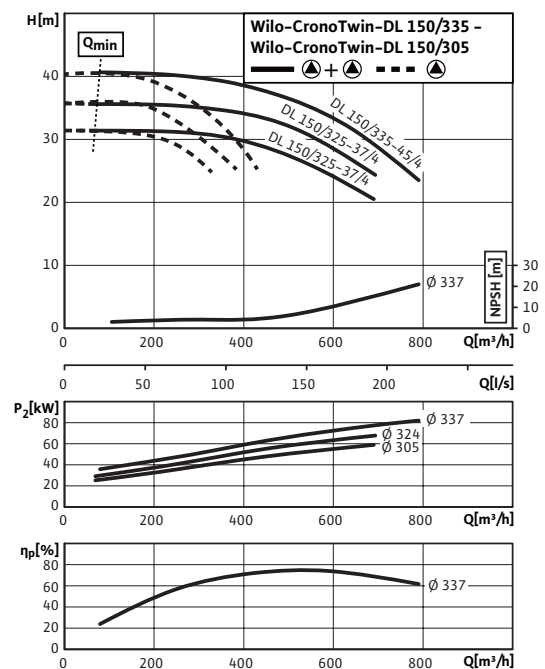 H[m]
Wilo-CronoTwin-DL 150/335 –
Wilo-CronoTwin-DL 150/305
+
Qmin
40
30
20
10
0
DL 150/335-45/4
DL 150/325-37/4
DL 150/325-37/4
Ø 337
NPSH [m]
30
20
10
0
0
200
400
600
800
Q[m³/h]
0
50
100
150
200
Q[l/s]
P₂[kW]
80
60
40
20
0
Ø 337
Ø 324
Ø 305
0
200
400
600
Q[m³/h]
ηp[%]
80
60
40
20
0
Ø 337
0
200
400
600
800
Q[m³/h]